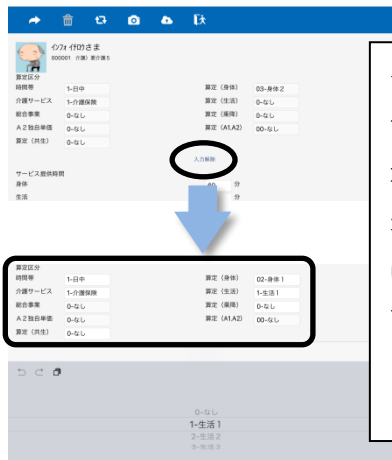 ｲﾝﾌｫ ｲﾁﾛｳさま
000001 介護）要介護5
算定区分
時間帯 1-日中 算定（身体） 03-身体２
介護サービス 1-介護保険 算定（生活） 0-なし
総合事業 0-なし 算定（乗降） 0-なし
Ａ２独自単価 0-なし 算定（A1,A2） 00-なし
算定（共生） 0-なし
入力解除
サービス提供時間
身体 分
生活 分
算定区分
時間帯 1-日中 算定（身体） 02-身体１
介護サービス 1-介護保険 算定（生活） 1-生活１
総合事業 0-なし 算定（乗降） 0-なし
Ａ２独自単価 0-なし 算定（A1,A2） 00-なし
算定（共生） 0-なし
0-なし
1-生活１
2-生活２
3-生活３